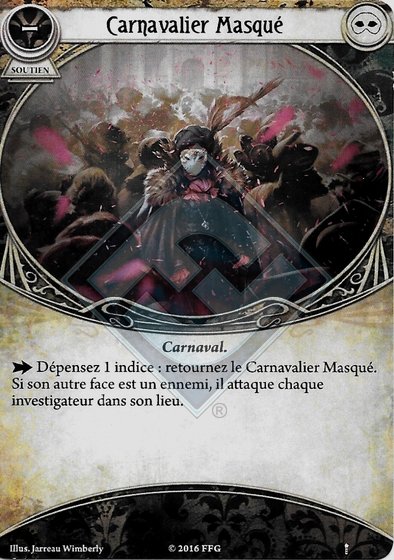 Carnavalier Masqué
SOUTIEN
Carnaval.
Dépensez 1 indice : retournez le Carnavalier Masqué.
Si son autre face est un ennemi, il attaque chaque
investigateur dans son lieu.
®
Illus. Jarreau Wimberly © 2016 FFG